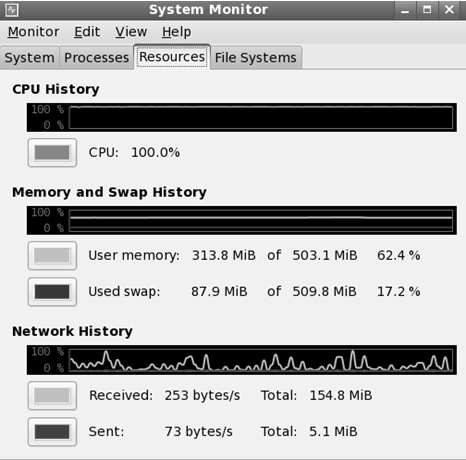 System Monitor
Monitor Edit View Help
System Processes Resources File Systems
CPU History
100 %
0 %
CPU: 100.0%
Memory and Swap History
100 %
0 %
User memory: 313.8 MiB of 503.1 MiB 62.4 %
Used swap: 87.9 MiB of 509.8 MiB 17.2 %
Network History
100 %
0 %
Received: 253 bytes/s Total: 154.8 MiB
Sent: 73 bytes/s Total: 5.1 MiB